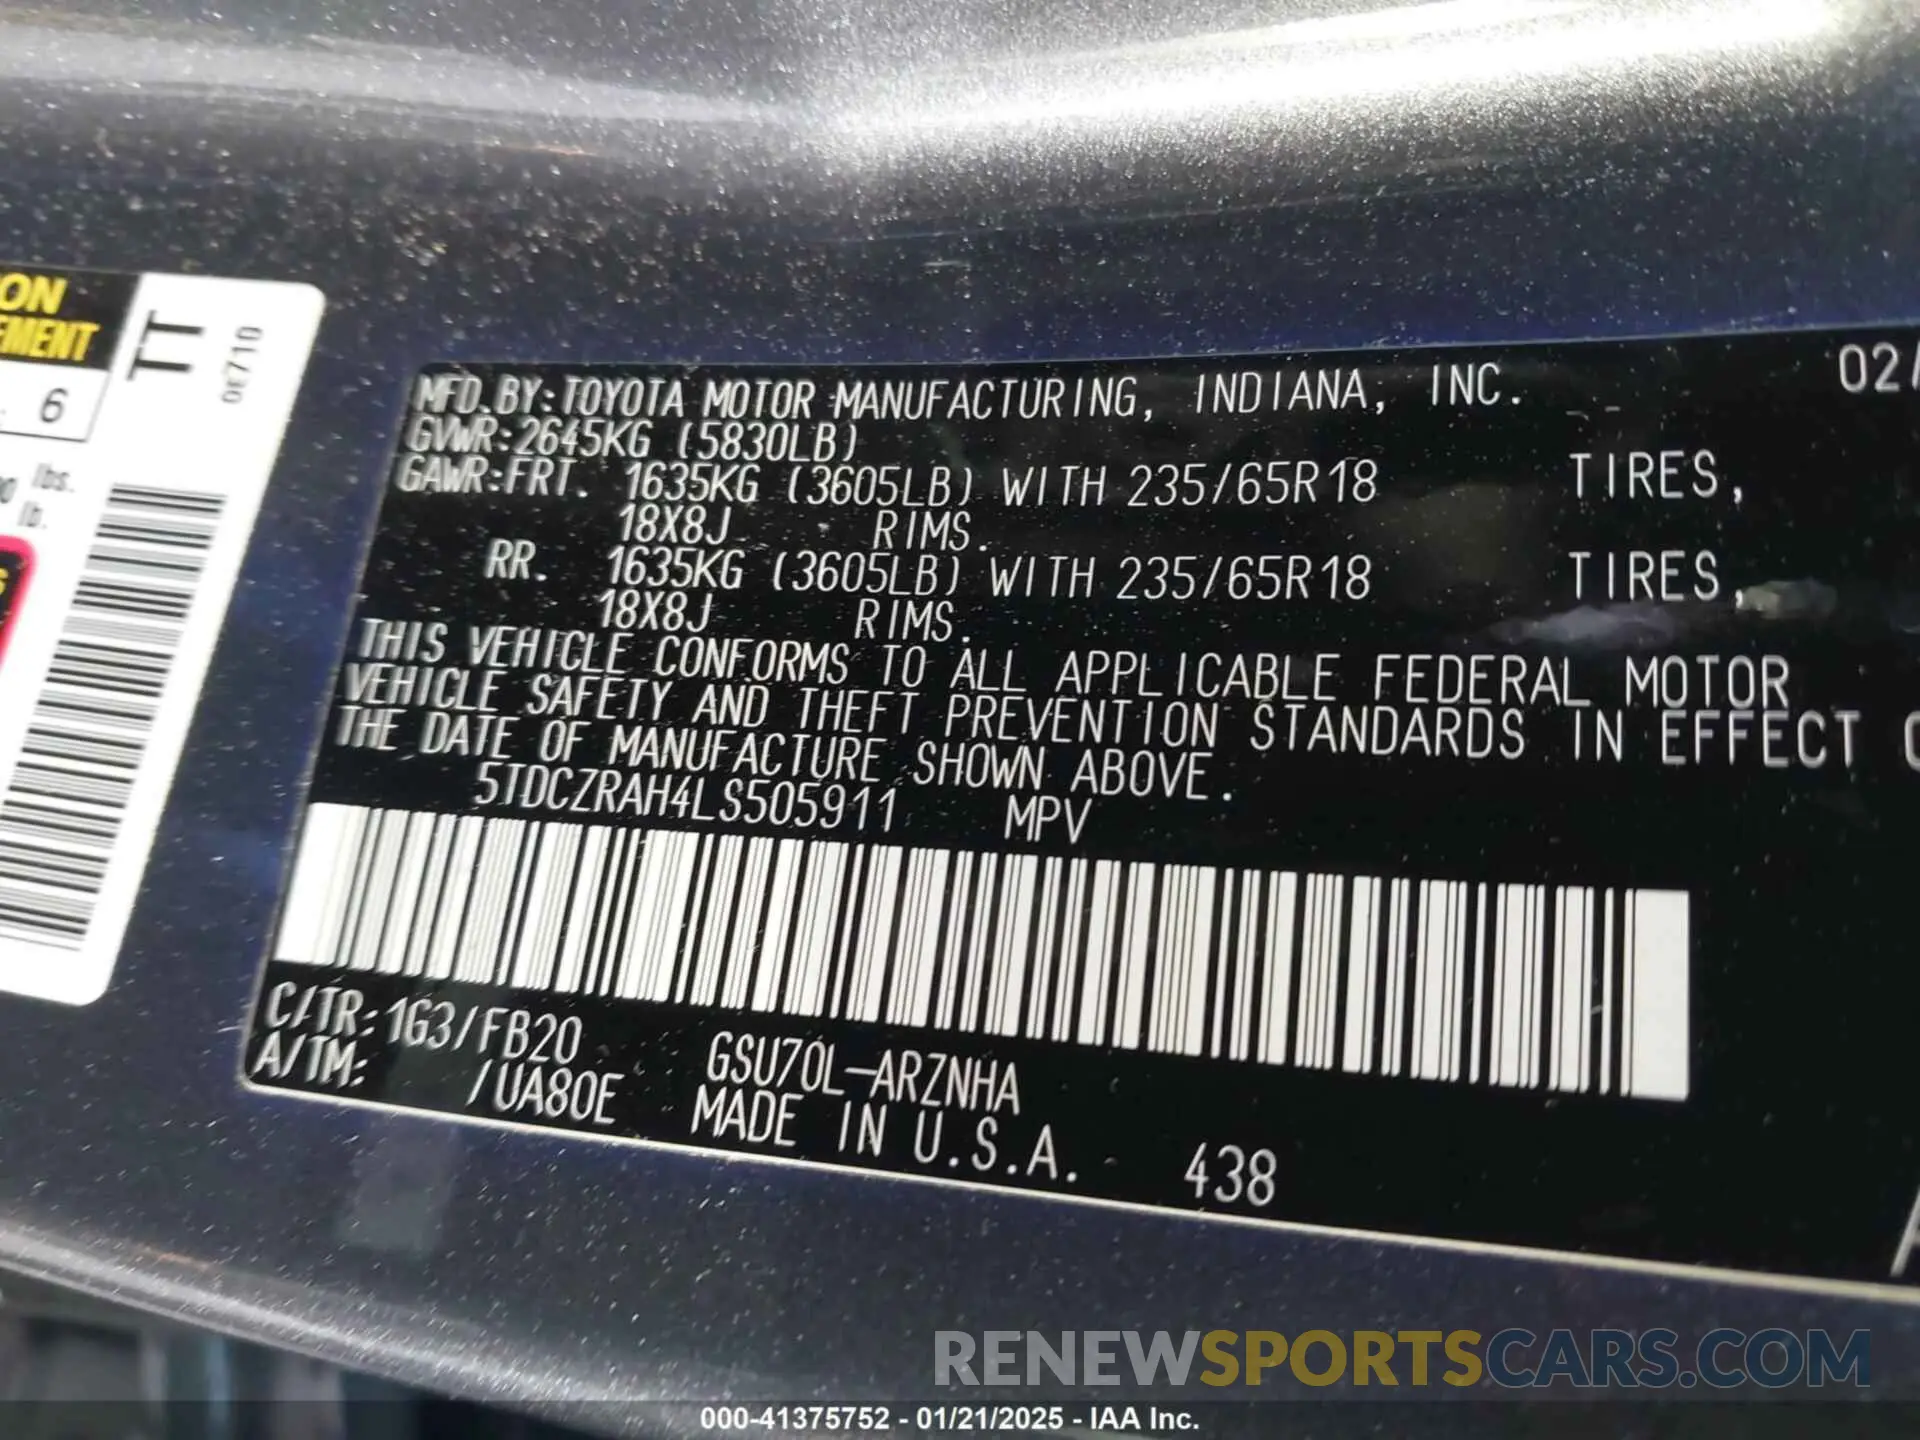 ON
EMENT
6
lbs.
lb.
TT
0E710
MFD. BY: TOYOTA MOTOR MANUFACTURING, INDIANA, INC. 02/
GVWR: 2645KG (5830LB)
GAWR: FRT. 1635KG (3605LB) WITH 235/65R18 TIRES,
18X8J RIMS.
RR. 1635KG (3605LB) WITH 235/65R18 TIRES,
18X8J RIMS.
THIS VEHICLE CONFORMS TO ALL APPLICABLE FEDERAL MOTOR
VEHICLE SAFETY AND THEFT PREVENTION STANDARDS IN EFFECT
THE DATE OF MANUFACTURE SHOWN ABOVE.
5TDCZRAH4LS505911 MPV
C/TR: 1G3/FB20 GSU70L-ARZNHA
A/TM: /UA80E MADE IN U.S.A. 438
RENEWSPORTSCARS.COM
000-41375752 - 01/21/2025 - IAA Inc.